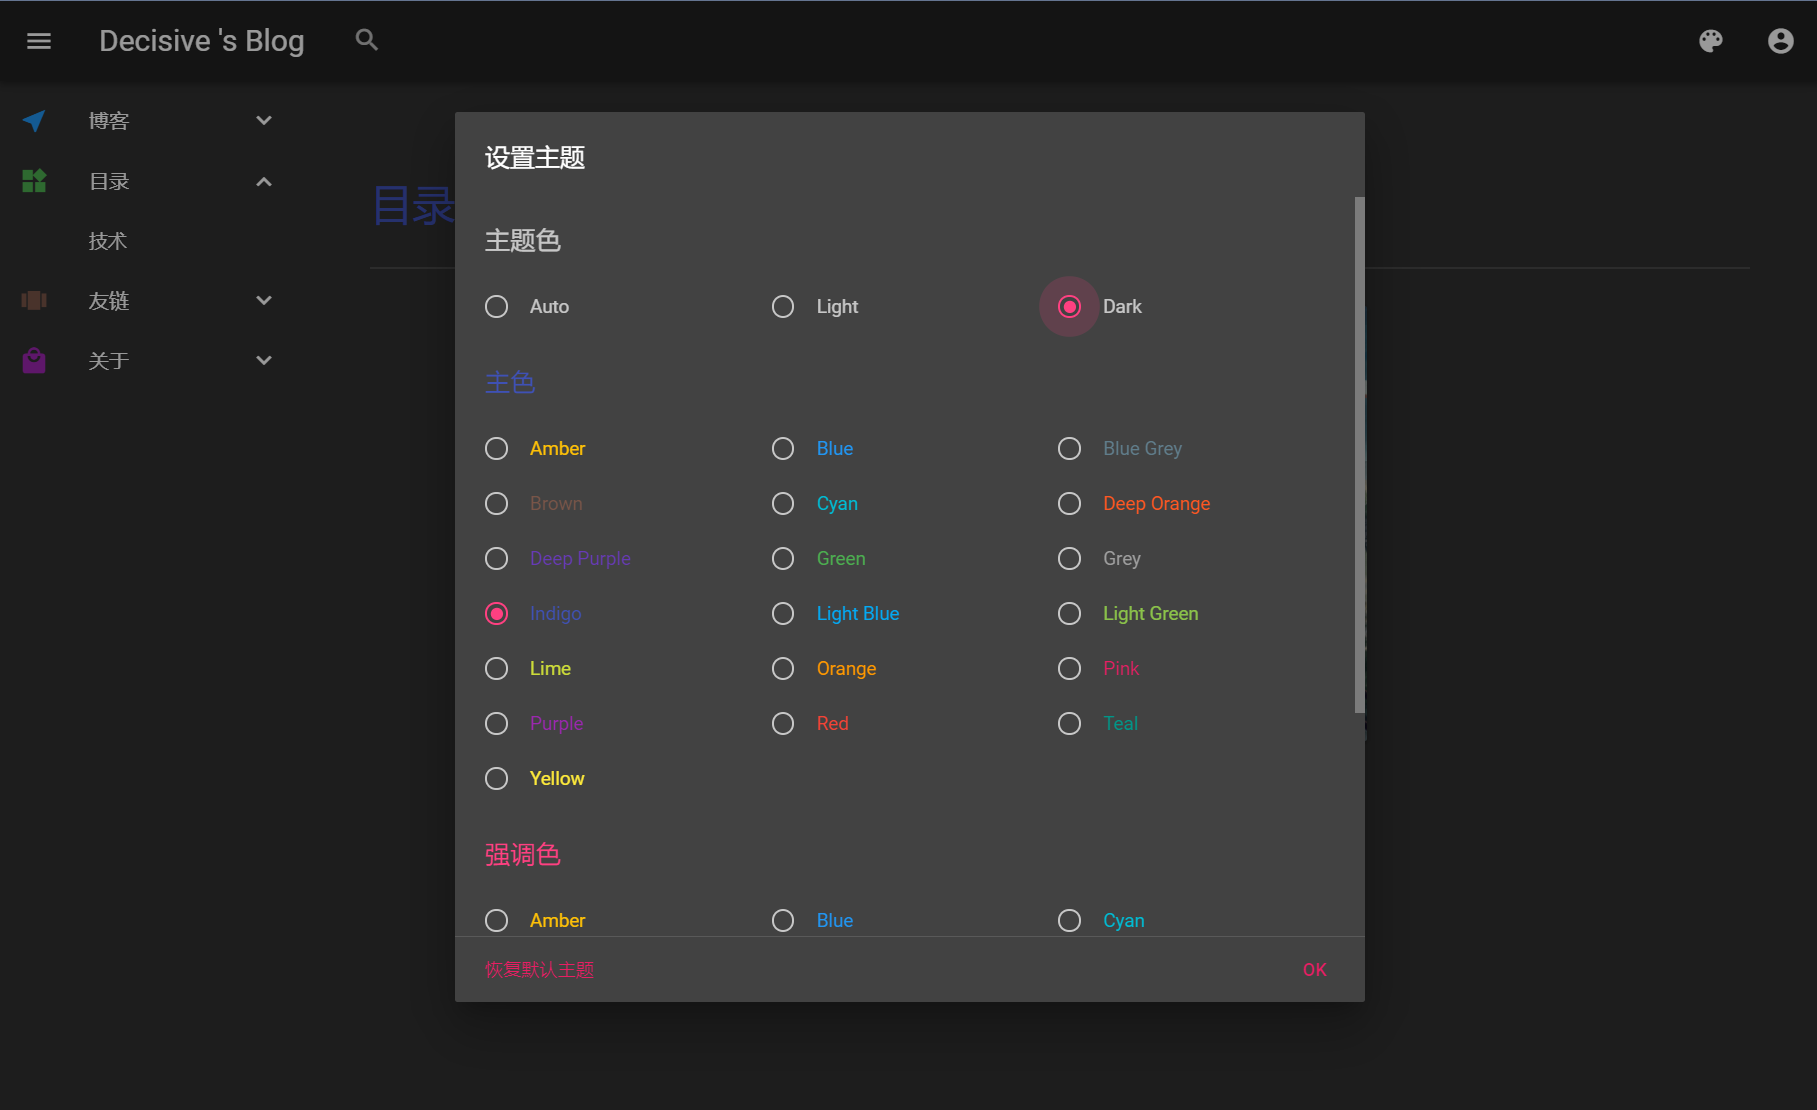 Decisive 's Blog
博客
目录
技术
友链
关于
目录
设置主题
主题色
Auto Light Dark
主色
Amber Blue Blue Grey
Brown Cyan Deep Orange
Deep Purple Green Grey
Indigo Light Blue Light Green
Lime Orange Pink
Purple Red Teal
Yellow
强调色
Amber Blue Cyan
恢复默认主题 OK